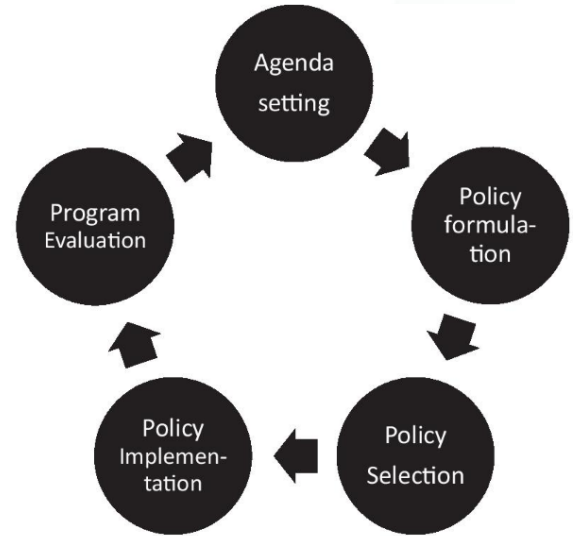 Agenda
setting
Policy
formula-
tion
Policy
Selection
Policy
Implemen-
tation
Program
Evaluation